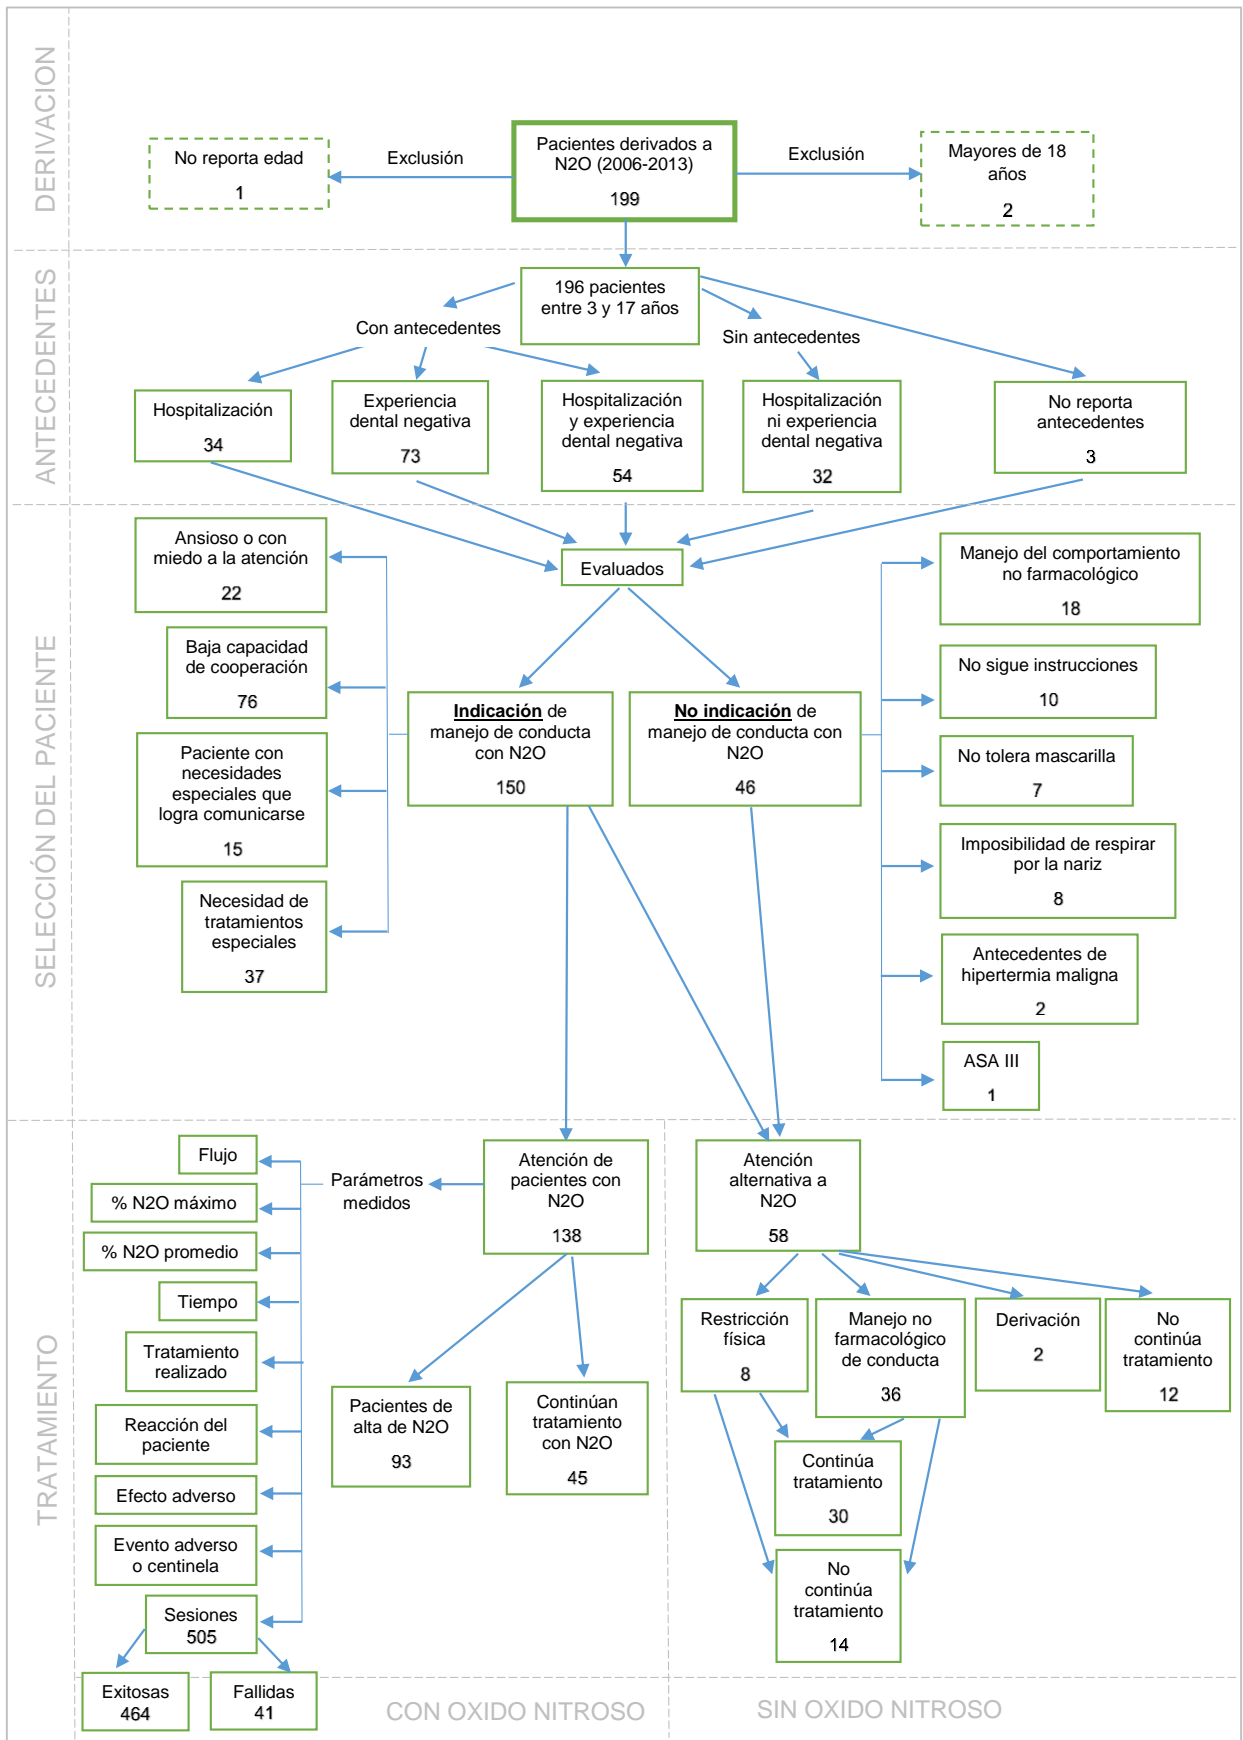 DERIVACION
No reporta edad
1
Exclusión
Pacientes derivados a
N2O (2006-2013)
199
Exclusión
Mayores de 18
años
2
ANTECEDENTES
196 pacientes
entre 3 y 17 años
Con antecedentes
Sin antecedentes
Hospitalización
34
Experiencia
dental negativa
73
Hospitalización
y experiencia
dental negativa
54
Hospitalización
ni experiencia
dental negativa
32
No reporta
antecedentes
3
SELECCIÓN DEL PACIENTE
Evaluados
Ansioso o con
miedo a la atención
22
Baja capacidad
de cooperación
76
Paciente con
necesidades
especiales que
logra comunicarse
15
Necesidad de
tratamientos
especiales
37
Indicación de
manejo de conducta
con N2O
150
No indicación de
manejo de conducta con
N2O
46
Manejo del comportamiento
no farmacológico
18
No sigue instrucciones
10
No tolera mascarilla
7
Imposibilidad de respirar
por la nariz
8
Antecedentes de
hipertermia maligna
2
ASA III
1
TRATAMIENTO
Flujo
% N2O máximo
% N2O promedio
Tiempo
Tratamiento
realizado
Reacción del
paciente
Efecto adverso
Evento adverso
o centinela
Sesiones
505
Exitosas
464
Fallidas
41
Parámetros
medidos
Atención de
pacientes con
N2O
138
Pacientes de
alta de N2O
93
Continúan
tratamiento
con N2O
45
Atención
alternativa a
N2O
58
Restricción
física
8
Manejo no
farmacológico
de conducta
36
Derivación
2
No
continúa
tratamiento
12
Continúa
tratamiento
30
No
continúa
tratamiento
14
CON OXIDO NITROSO
SIN OXIDO NITROSO